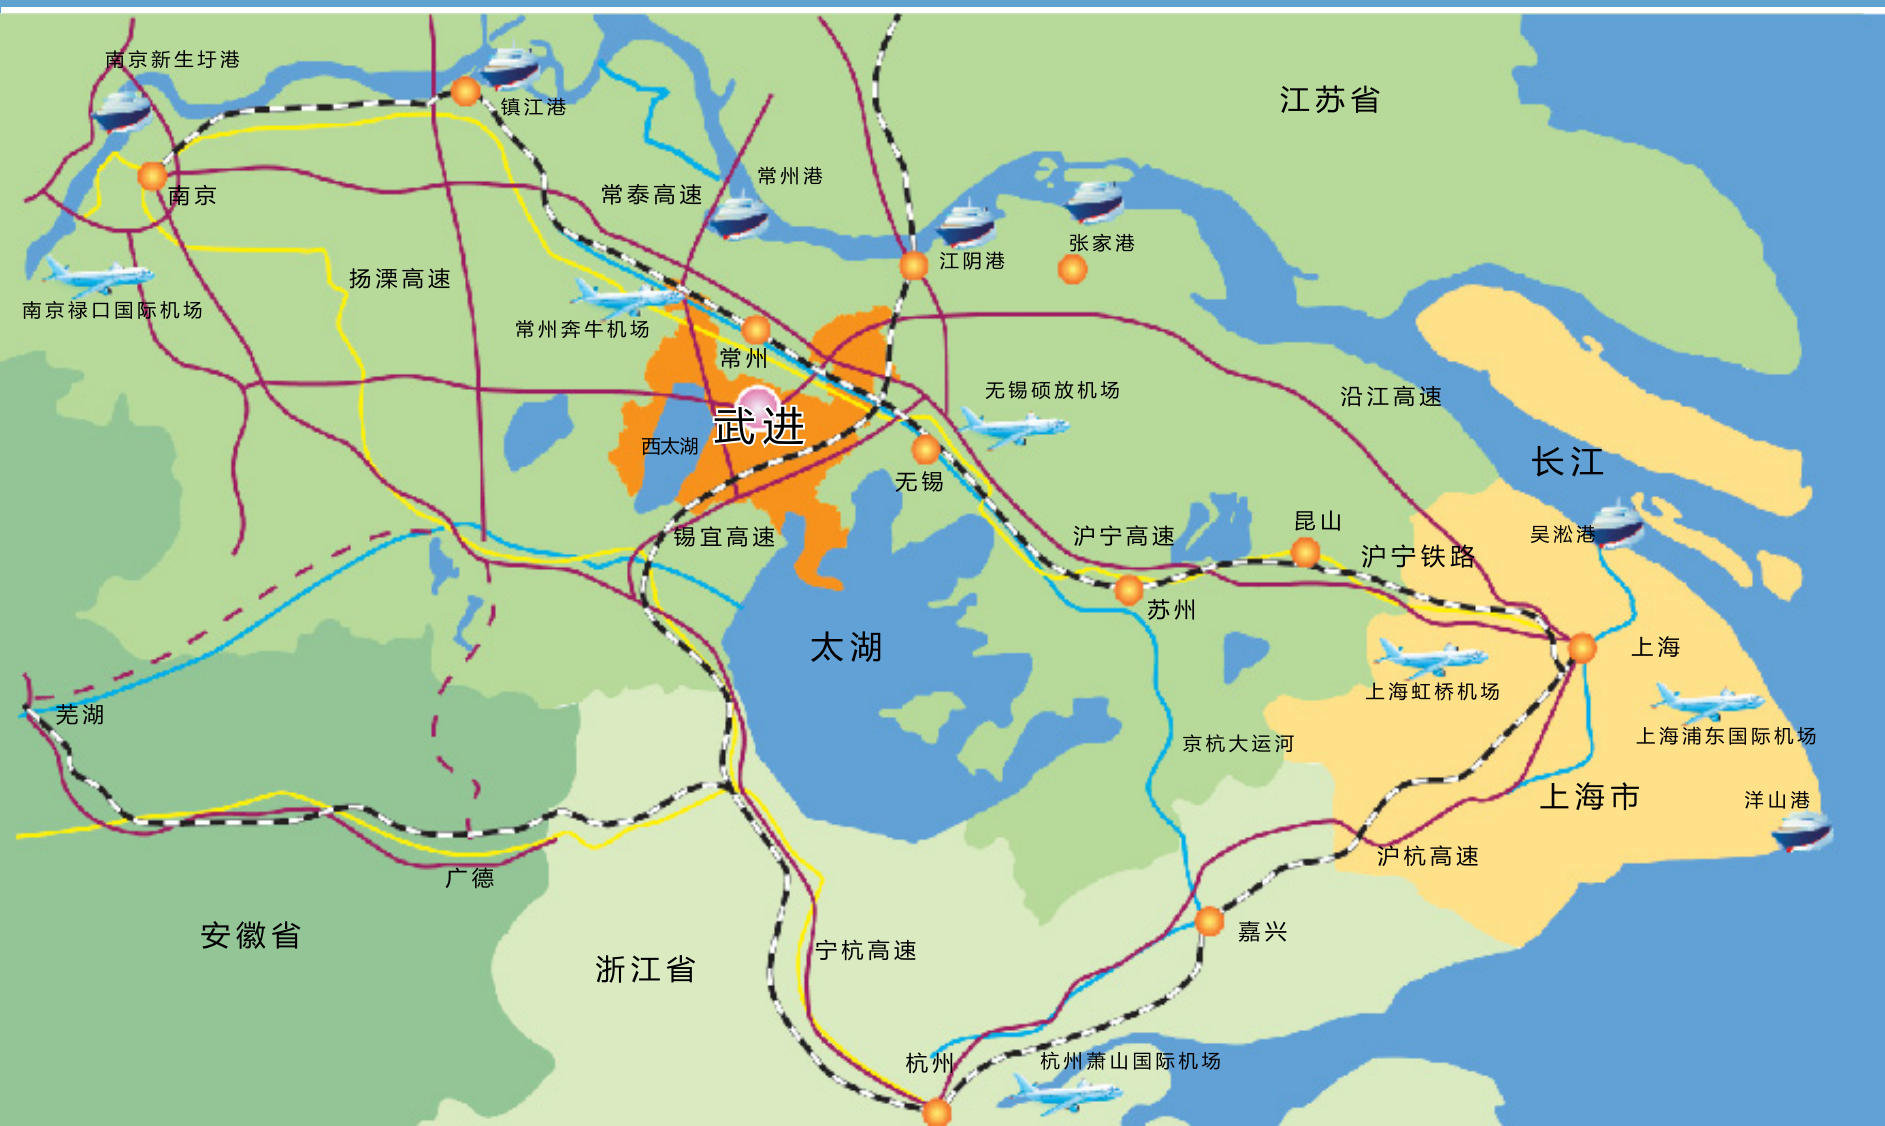 南京新生圩港
镇江港
江苏省
常州港
南京
常泰高速
张家港
江阴港
扬溧高速
南京禄口国际机场
常州奔牛机场
常州
无锡硕放机场
沿江高速
武进
西太湖
长江
无锡
昆山
吴淞港
锡宜高速
沪宁高速
沪宁铁路
苏州
太湖
上海
上海虹桥机场
芜湖
京杭大运河
上海浦东国际机场
上海市
洋山港
沪杭高速
广德
安徽省
嘉兴
宁杭高速
浙江省
杭州
杭州萧山国际机场